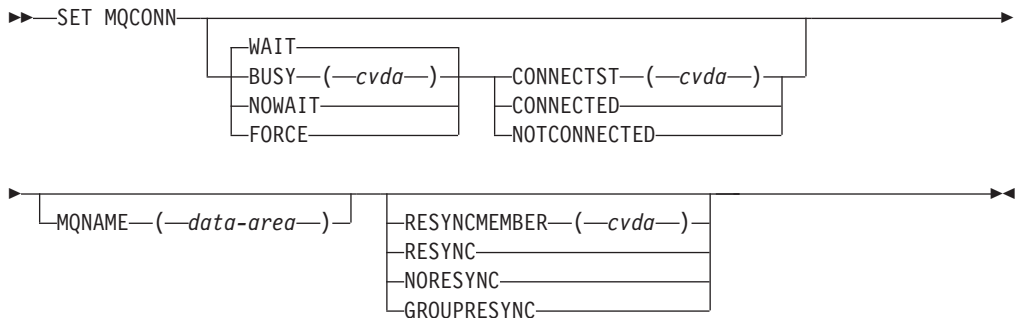 SET MQCONN
WAIT
BUSY ( cvda ) CONNECTST ( cvda )
NOWAIT CONNECTED
FORCE NOTCONNECTED
MQNAME ( data-area ) RESYNCMEMBER ( cvda )
RESYNC
NORESYNC
GROUPRESYNC